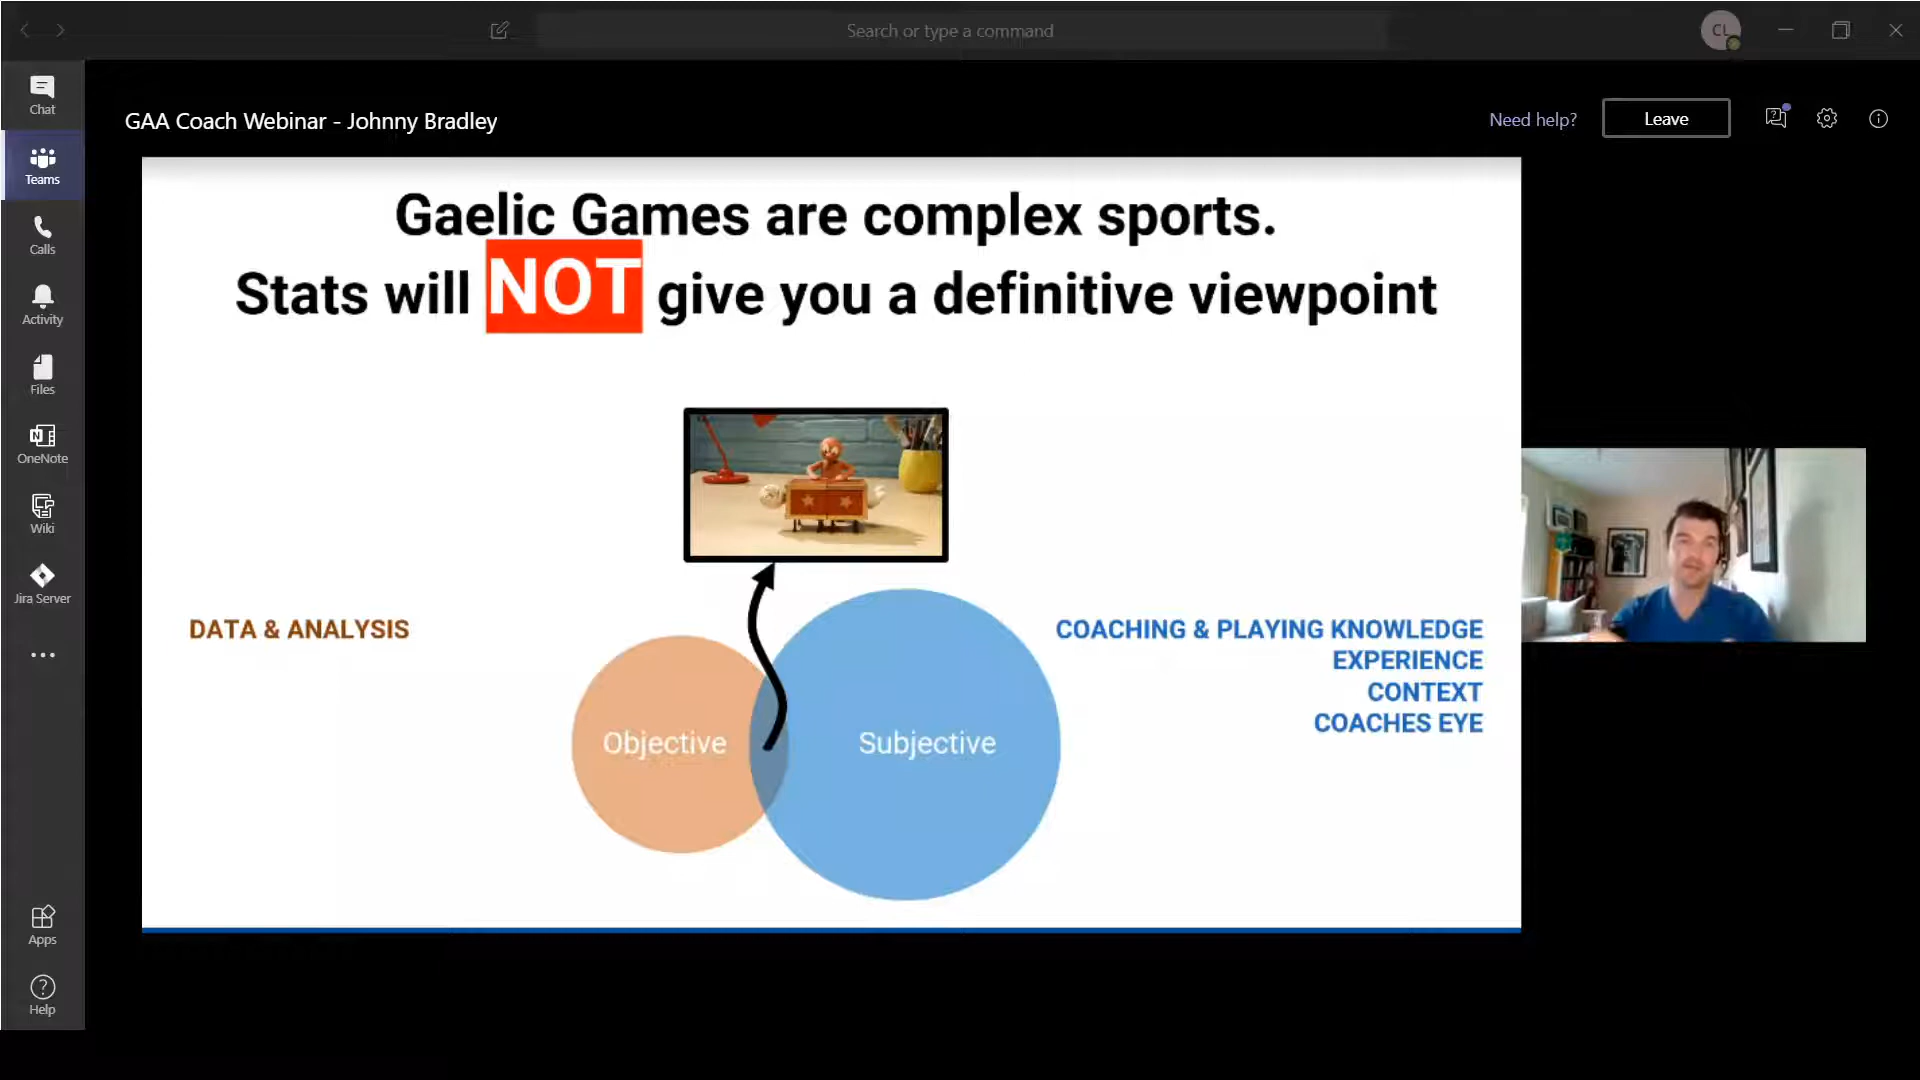 Search or type a command
CL
Chat
Teams
Calls
Activity
Files
OneNote
Wiki
Jira Server
Apps
Help
GAA Coach Webinar - Johnny Bradley
Need help?
Leave
Gaelic Games are complex sports.
Stats will NOT give you a definitive viewpoint
DATA & ANALYSIS
Objective
Subjective
COACHING & PLAYING KNOWLEDGE
EXPERIENCE
CONTEXT
COACHES EYE